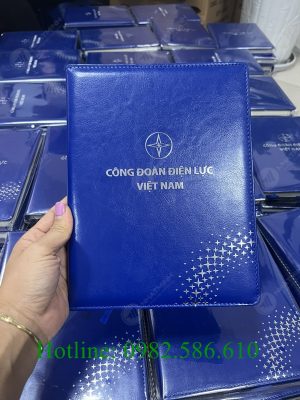 CÔNG ĐOÀN ĐIỆN LỰC
VIỆT NAM
Hotline: 0982.586.610